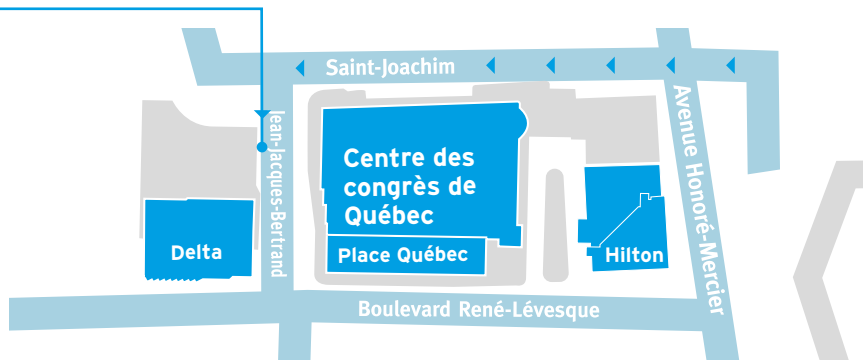 Saint-Joachim
Jean-Jacques-Bertrand
Avenue Honoré-Mercier
Centre des
congrès de
Québec
Place Québec
Delta
Hilton
Boulevard René-Lévesque